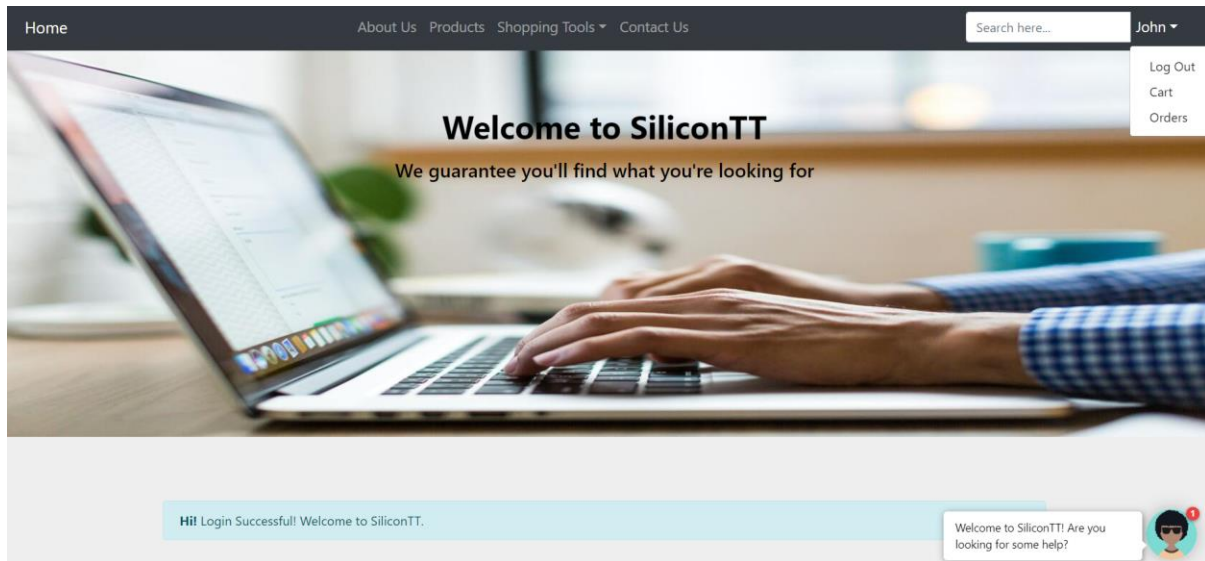 Home About Us Products Shopping Tools Contact Us Search here... John
Log Out
Cart
Orders
Welcome to SiliconTT
We guarantee you'll find what you're looking for
Hi! Login Successful! Welcome to SiliconTT.
Welcome to SiliconTT! Are you
looking for some help?
1